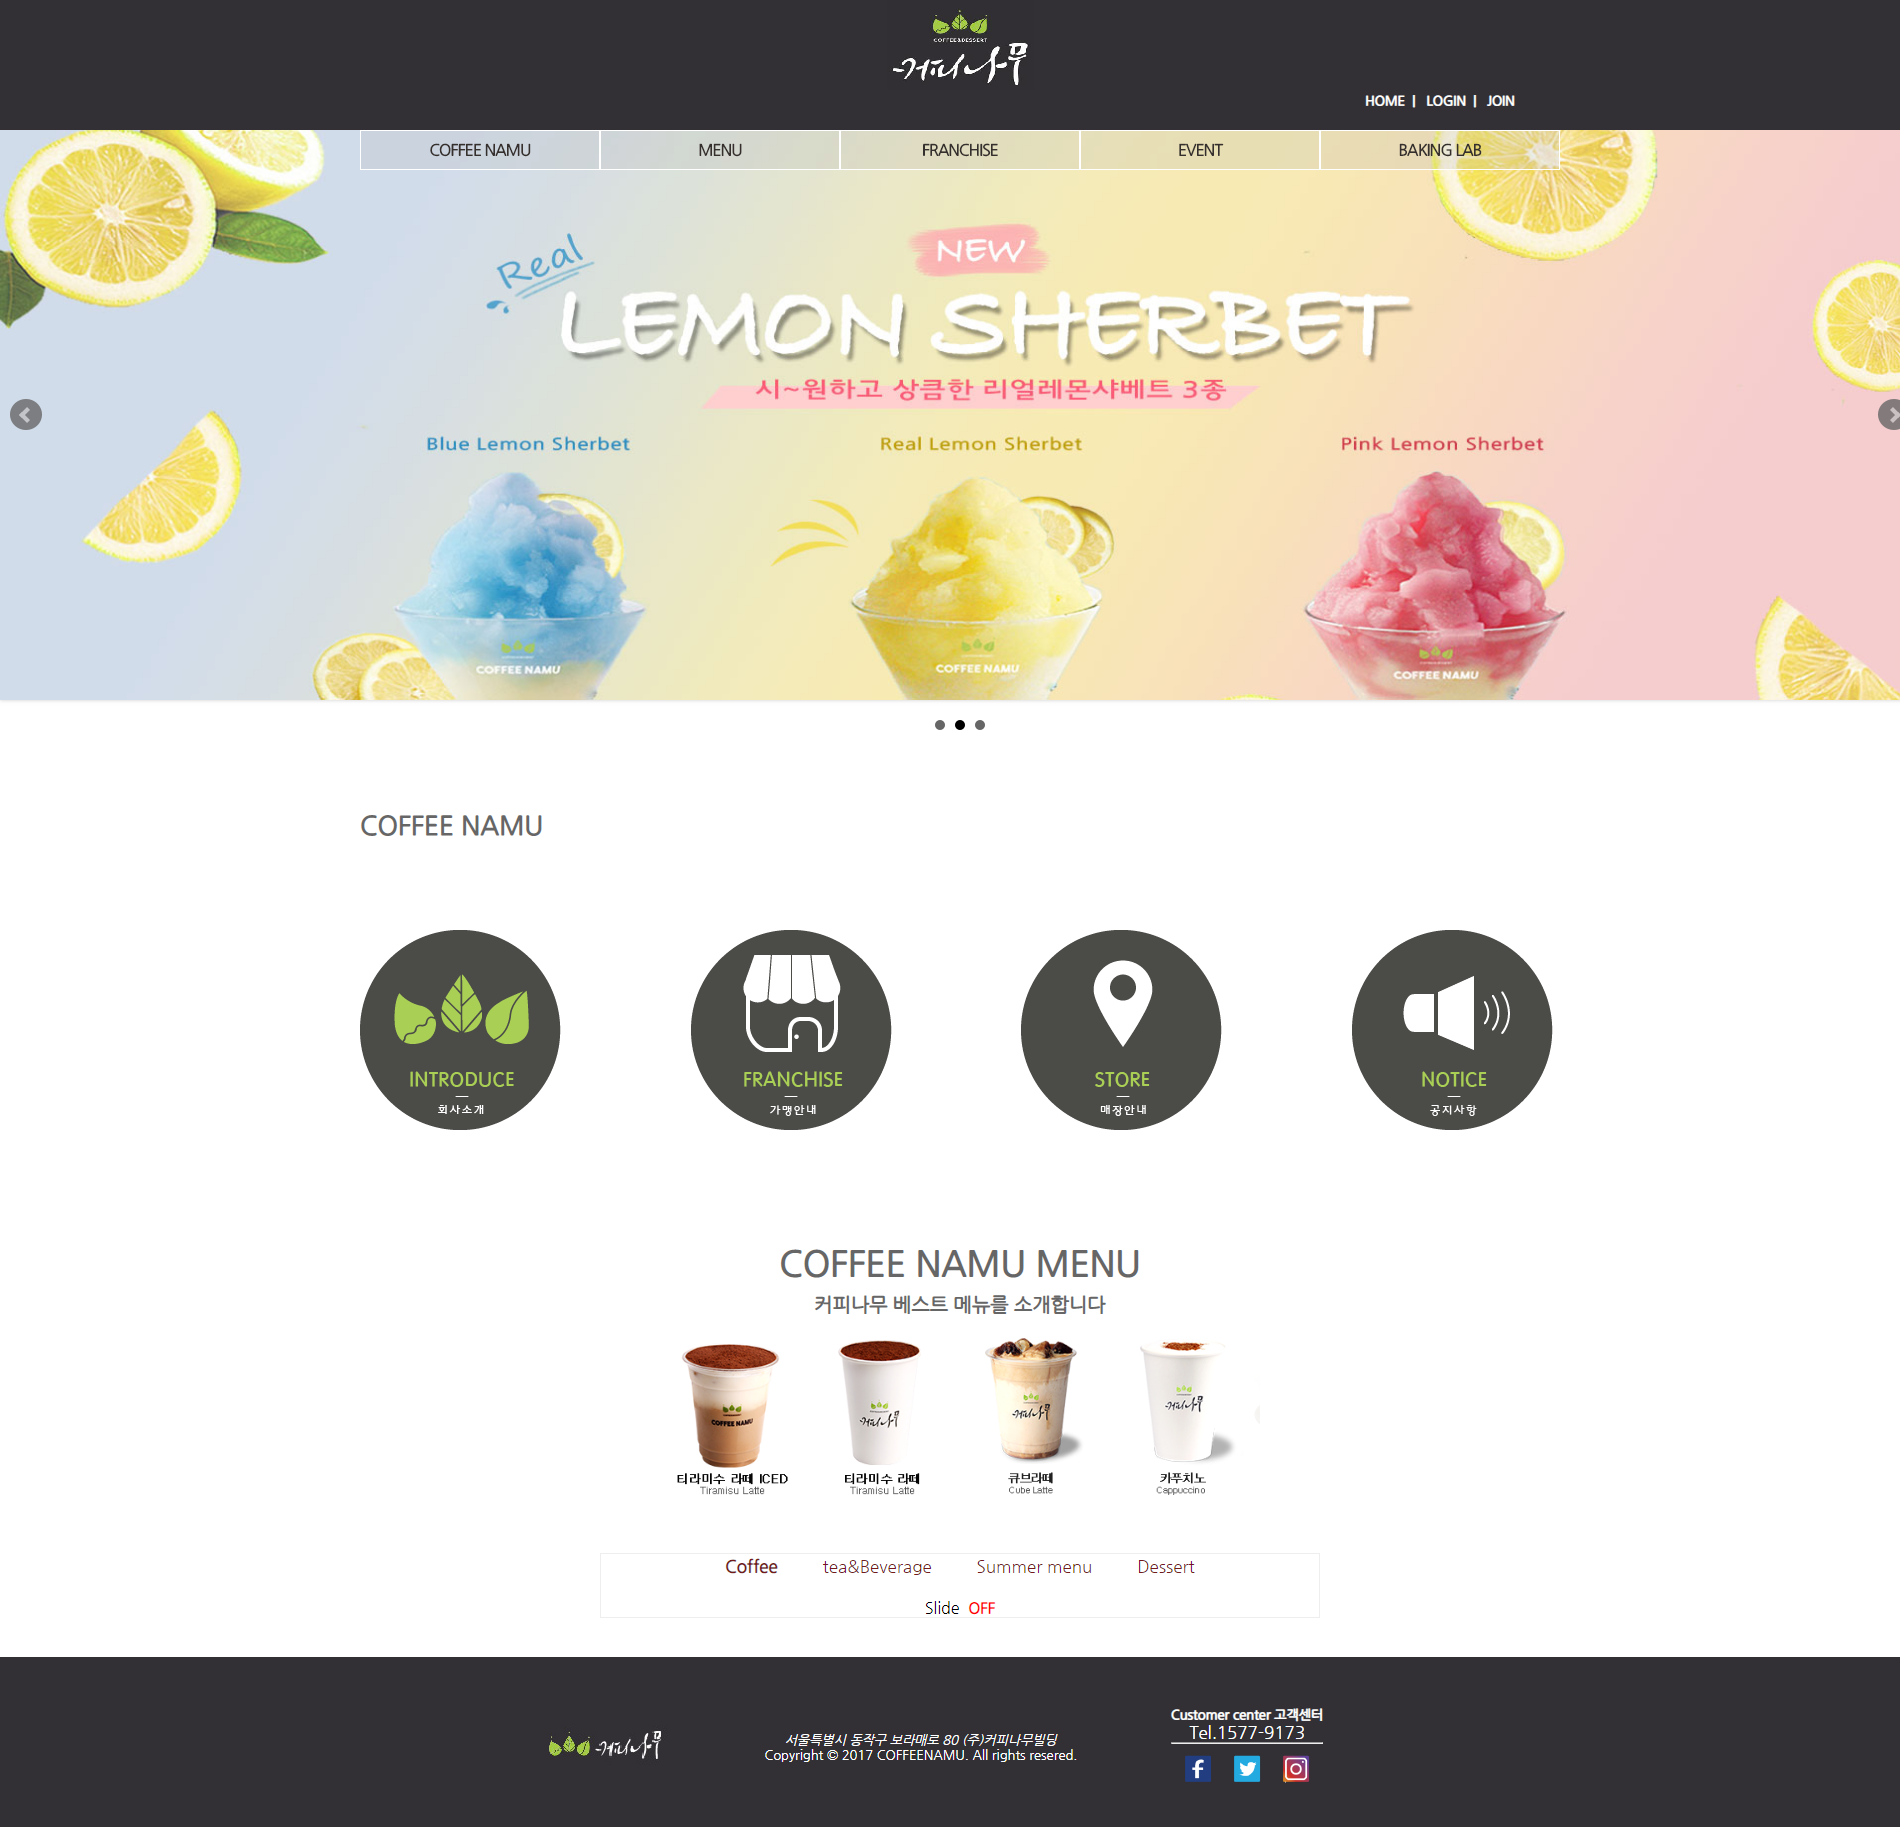 COFFEE&DESSERT
커피나무
HOME | LOGIN | JOIN
COFFEE NAMU
MENU
FRANCHISE
EVENT
BAKING LAB
NEW
Real
LEMON SHERBET
시~원하고 상큼한 리얼레몬샤베트 3종
Blue Lemon Sherbet
Real Lemon Sherbet
Pink Lemon Sherbet
COFFEE NAMU
COFFEE NAMU
COFFEE NAMU
COFFEE NAMU
INTRODUCE
회사소개
FRANCHISE
가맹안내
STORE
매장안내
NOTICE
공지사항
COFFEE NAMU MENU
커피나무 베스트 메뉴를 소개합니다
COFFEE NAMU
커피나무
커피나무
커피나무
티라미수 라떼 ICED
Tiramisu Latte
티라미수 라떼
Tiramisu Latte
큐브라떼
Cube Latte
카푸치노
Cappuccino
Coffee
tea&Beverage
Summer menu
Dessert
Slide OFF
커피나무
서울특별시 동작구 보라매로 80 (주)커피나무빌딩
Copyright © 2017 COFFEENAMU. All rights resered.
Customer center 고객센터
Tel.1577-9173